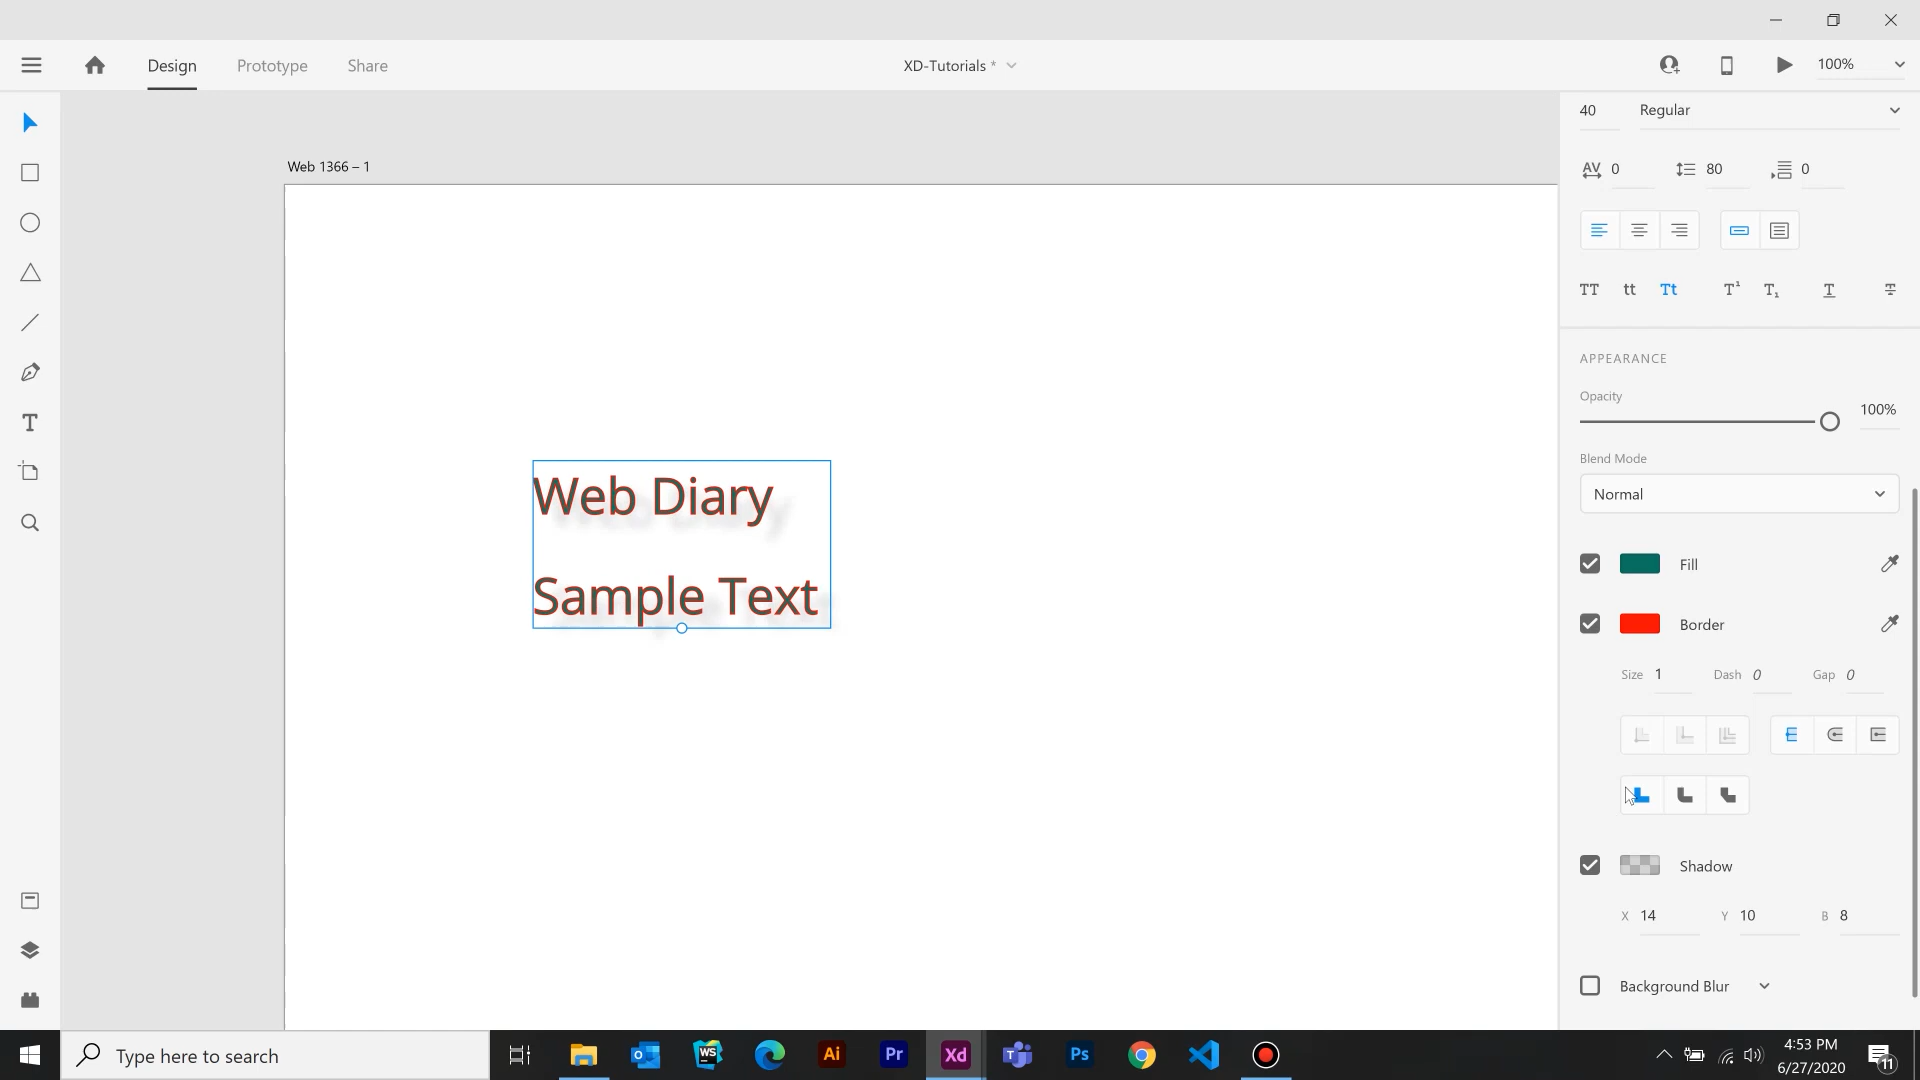 Design Prototype Share XD-Tutorials * 100%
40 Regular
Web 1366 – 1
AV 0 80 0
TT tt Tt T¹ T₁ T T
APPEARANCE
Opacity
100%
Blend Mode
Normal
Web Diary
Sample Text
Fill
Border
Size 1 Dash 0 Gap 0
Shadow
X 14 Y 10 B 8
Background Blur
Type here to search
WS Ai Pr Xd Ps
4:53 PM
6/27/2020
11